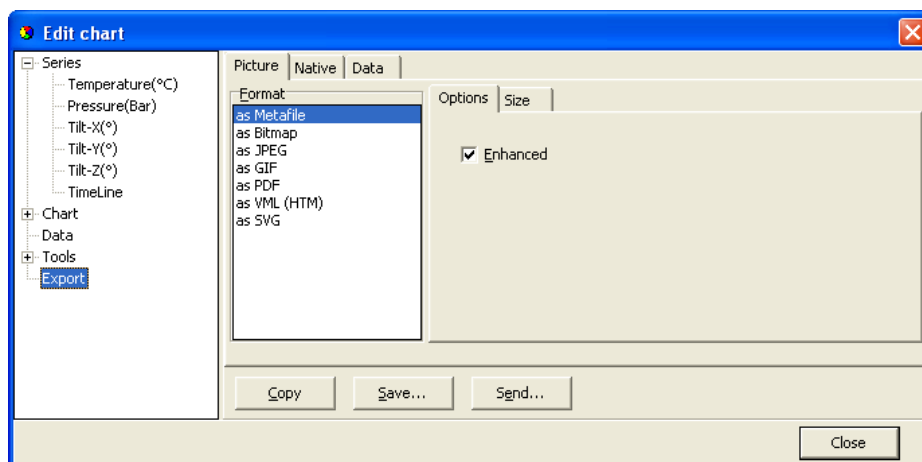 Edit chart
Series
Temperature(°C)
Pressure(Bar)
Tilt-X(°)
Tilt-Y(°)
Tilt-Z(°)
TimeLine
Chart
Data
Tools
Export
Picture
Native
Data
Format
as Metafile
as Bitmap
as JPEG
as GIF
as PDF
as VML (HTM)
as SVG
Options
Size
Enhanced
Copy
Save...
Send...
Close